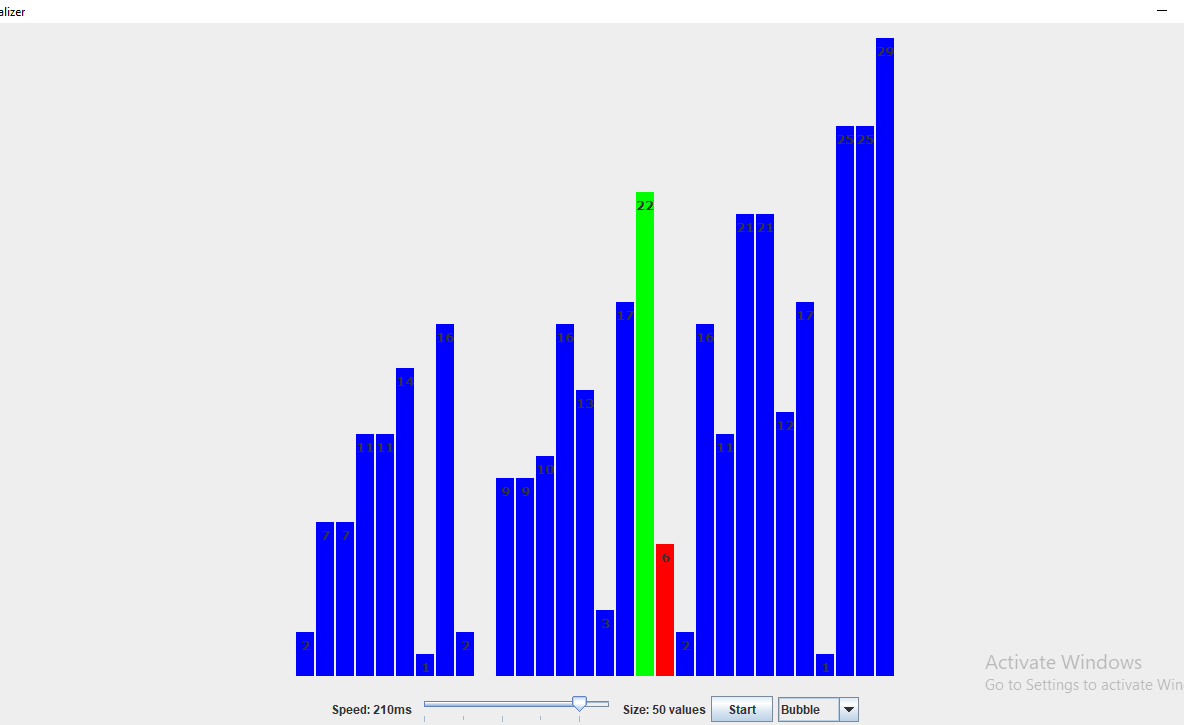 alizer
2 7 7 11 11 14 1 16 2 9 9 10 16 13 3 17 22 6 2 16 11 21 21 12 17 1 25 25 29
Activate Windows
Go to Settings to activate Win
Speed: 210ms Size: 50 values Start Bubble